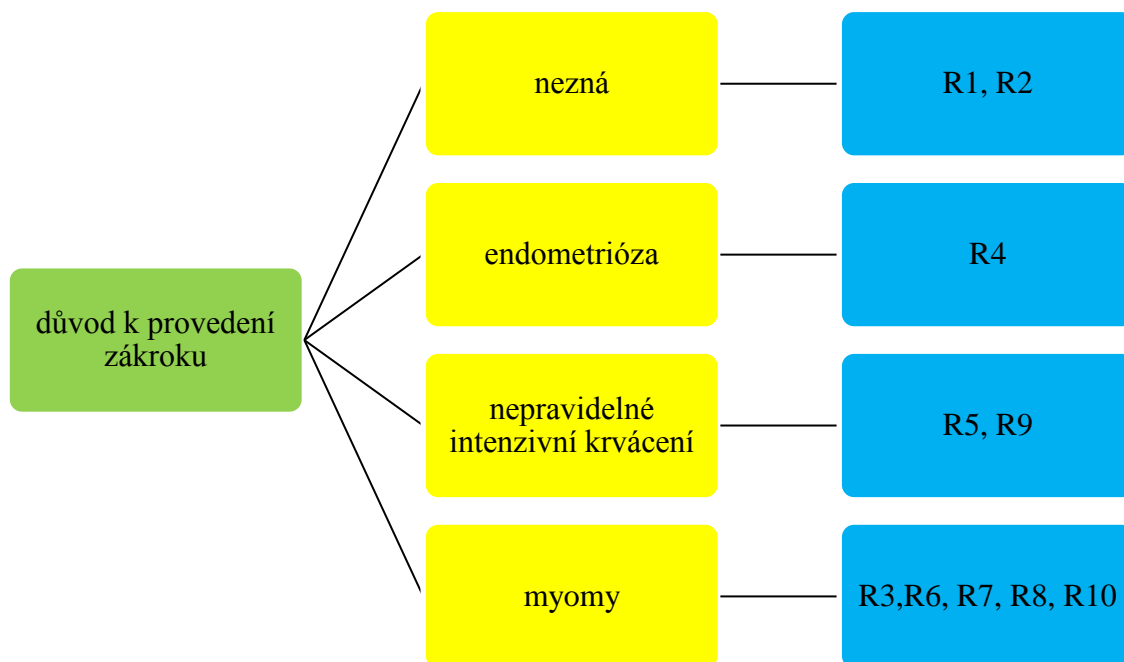 důvod k provedení
zákroku
nezná
R1, R2
endometrióza
R4
nepravidelné
intenzivní krvácení
R5, R9
myomy
R3,R6, R7, R8, R10